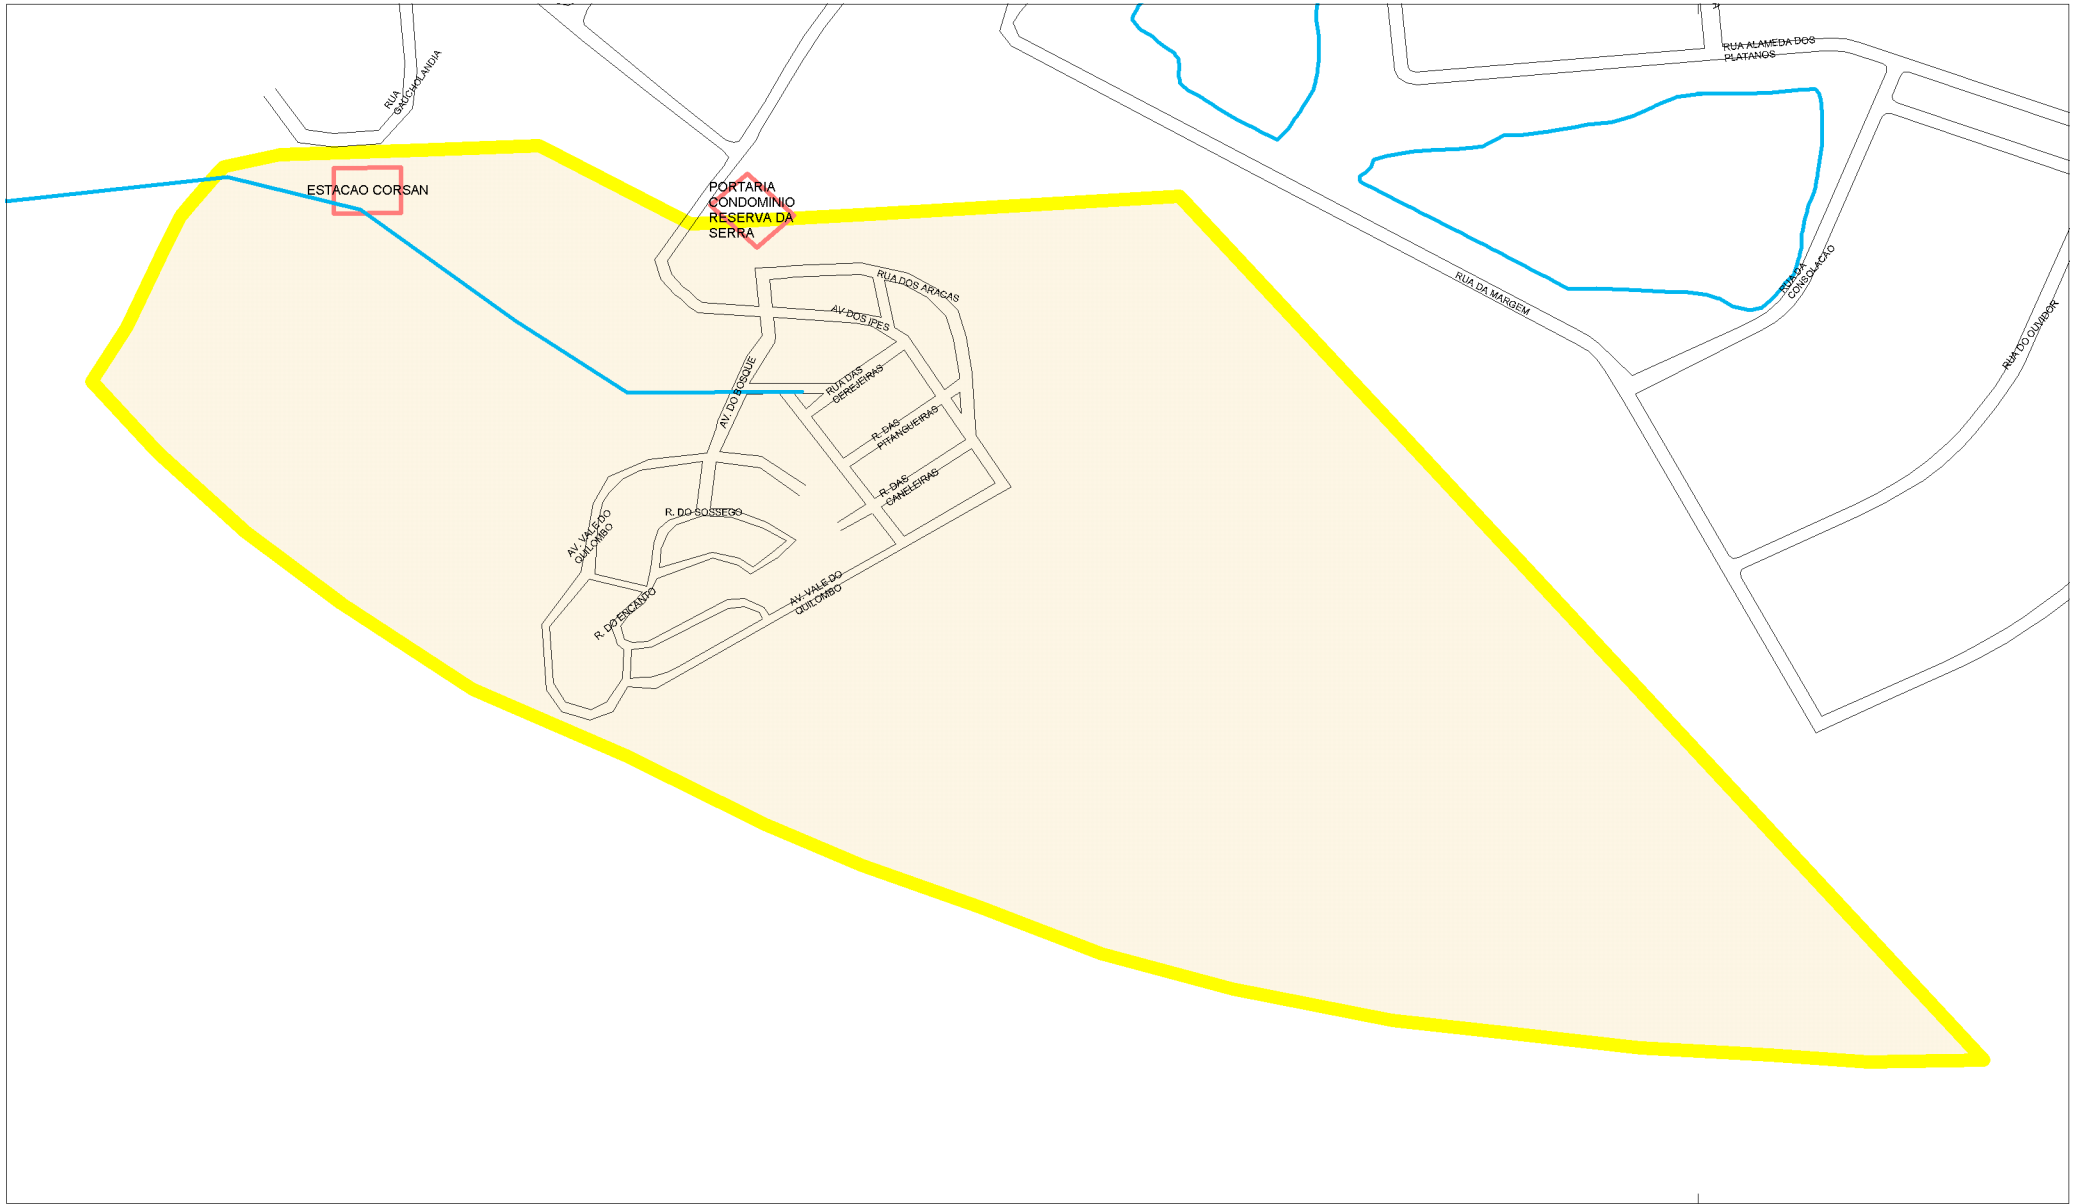 RUA ALAMEDA DOS
PLATANOS
RUA
GAUCHOLANDIA
ESTACAO CORSAN
PORTARIA
CONDOMINIO
RESERVA DA
SERRA
RUA DOS ARACAS
AV DOS IPES
RUA DA MARGEM
RUA DA
CONSOLACAO
RUA DO OUVIDOR
AV. DO BOSQUE
RUA DAS
CEREJEIRAS
R. DAS
PITANGUEIRAS
R. DAS
CANELEIRAS
R. DO SOSSEGO
AV. VALE DO
QUILOMBO
R. DO ENCANTO
AV. VALE DO
QUILOMBO